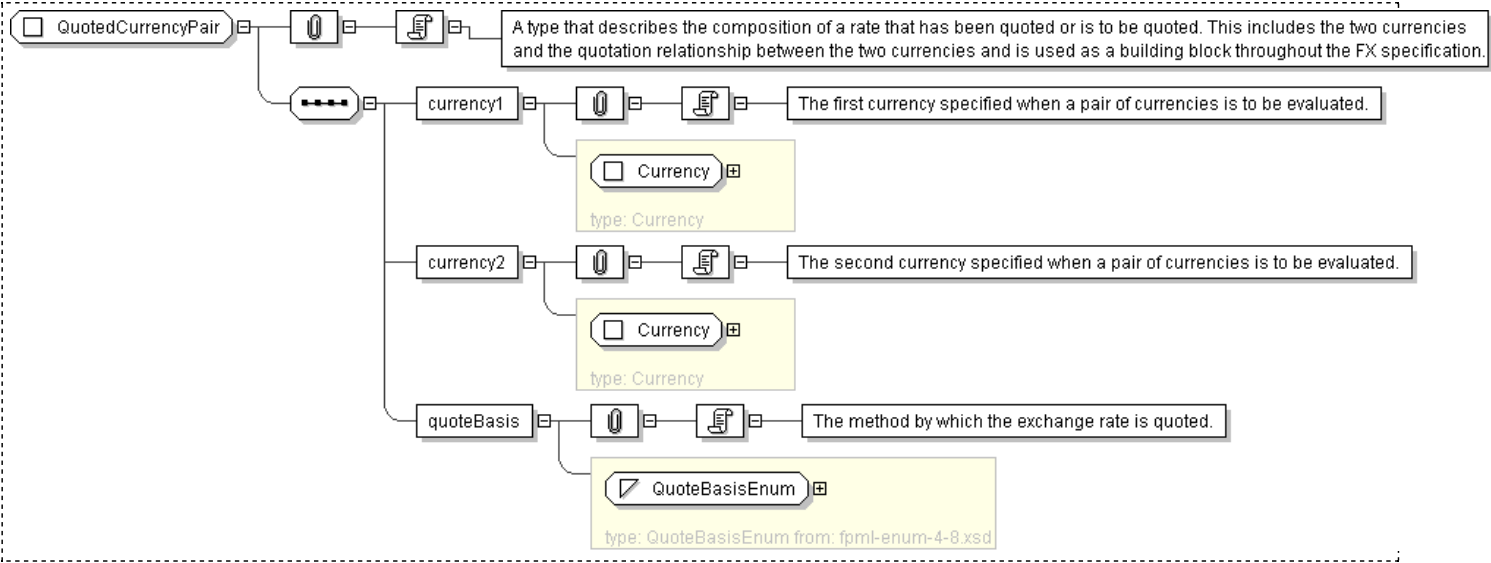 QuotedCurrencyPair
A type that describes the composition of a rate that has been quoted or is to be quoted. This includes the two currencies
and the quotation relationship between the two currencies and is used as a building block throughout the FX specification.
currency1
The first currency specified when a pair of currencies is to be evaluated.
Currency
type: Currency
currency2
The second currency specified when a pair of currencies is to be evaluated.
Currency
type: Currency
quoteBasis
The method by which the exchange rate is quoted.
QuoteBasisEnum
type: QuoteBasisEnum from: fpml-enum-4-8.xsd